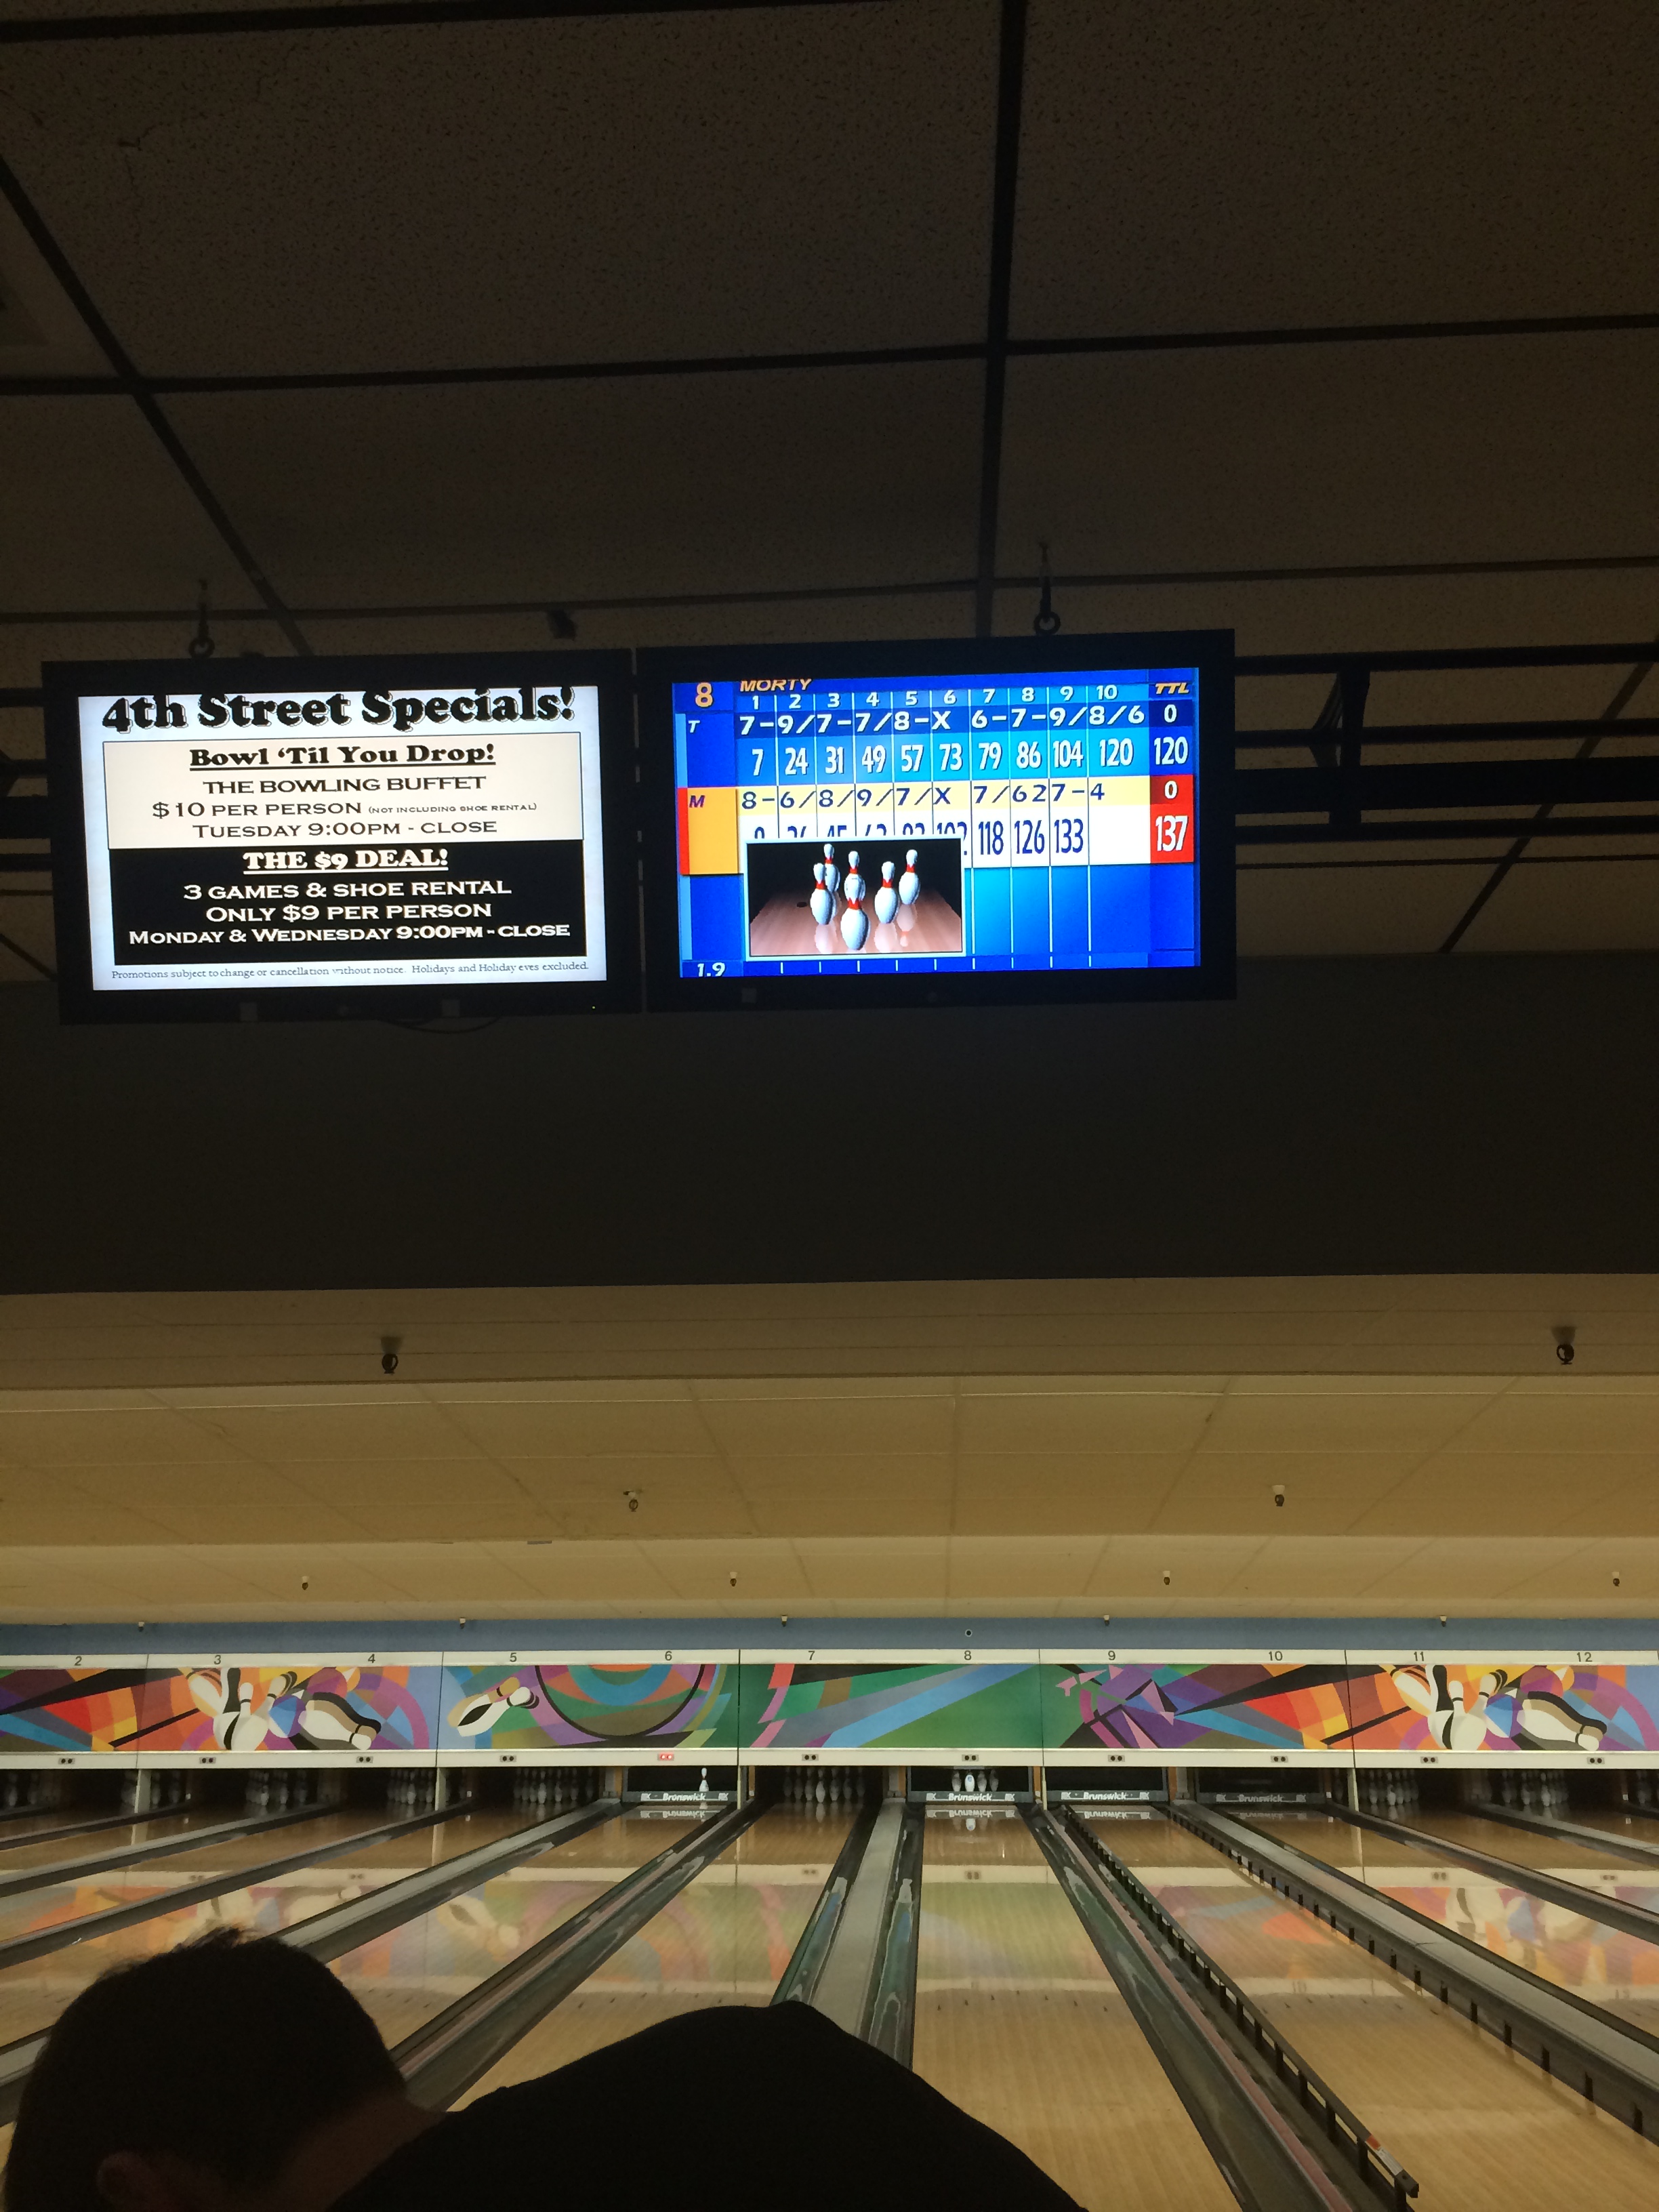 4th Street Specials!
Bowl ‘Til You Drop!
THE BOWLING BUFFET
$10 PER PERSON (NOT INCLUDING SHOE RENTAL)
TUESDAY 9:00PM - CLOSE
THE $9 DEAL!
3 GAMES & SHOE RENTAL
ONLY $9 PER PERSON
MONDAY & WEDNESDAY 9:00PM - CLOSE
Promotions subject to change or cancellation without notice. Holidays and Holiday eves excluded.
8 MORTY
1 2 3 4 5 6 7 8 9 10 TTL
T 7- 9/ 7- 7/ 8- X 6- 7- 9/ 8/6 0
7 24 31 49 57 73 79 86 104 120 120
M 8- 6/ 8/ 9/ 7/ X 7/ 62 7- 4 0
118 126 133 137
1.9
2 3 4 5 6 7 8 9 10 11 12
Brunswick Brunswick Brunswick Brunswick